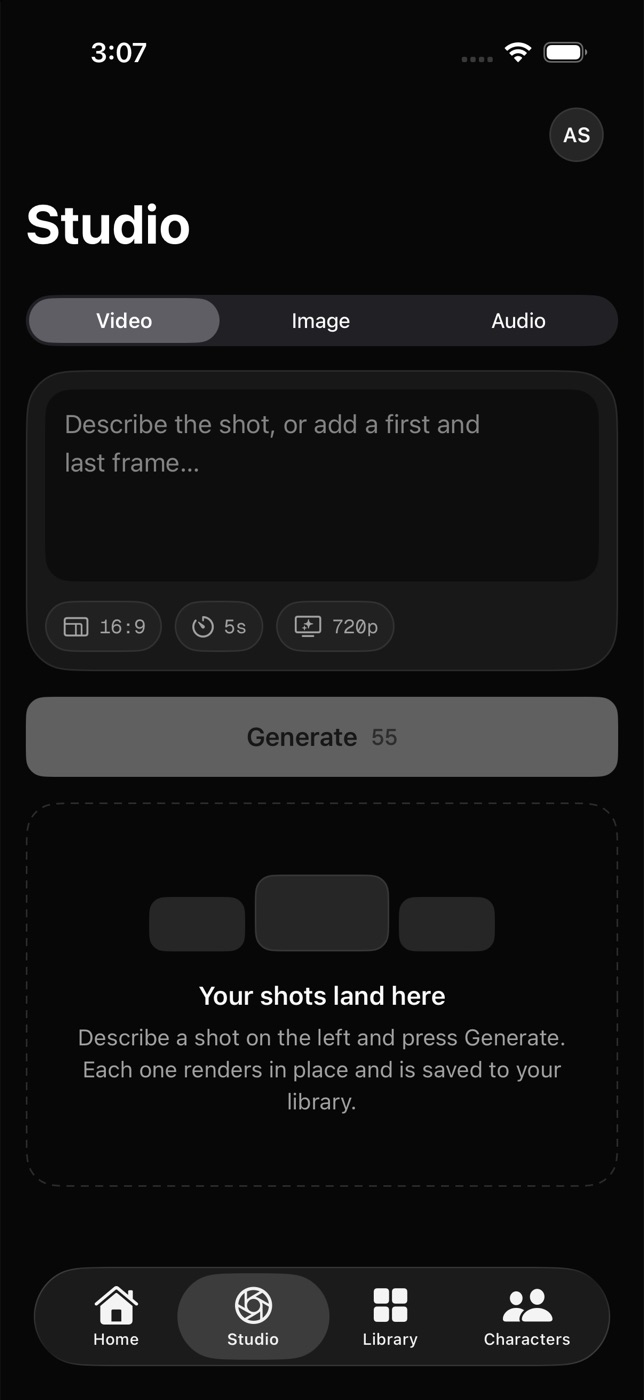 3:07
AS
Studio
Video
Image
Audio
Describe the shot, or add a first and
last frame...
16:9
5s
720p
Generate 55
Your shots land here
Describe a shot on the left and press Generate.
Each one renders in place and is saved to your
library.
Home
Studio
Library
Characters